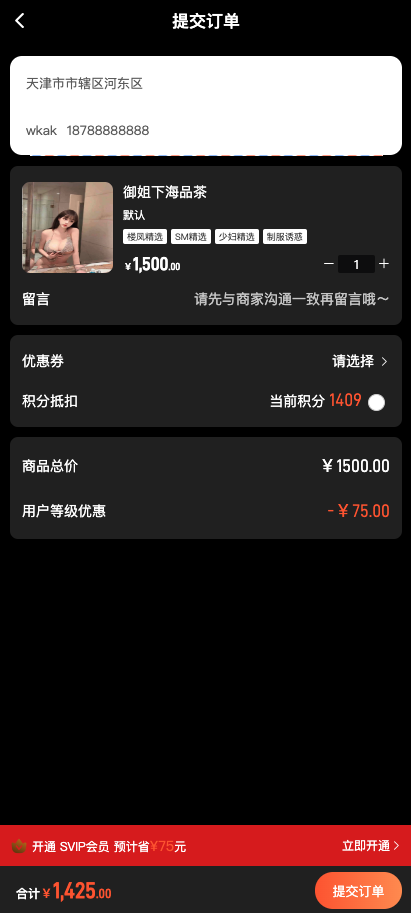 提交订单
天津市市辖区河东区
wkak 18788888888
御姐下海品茶
默认
楼凤精选 SM精选 少妇精选 制服诱惑
¥1,500.00 － 1 ＋
留言 请先与商家沟通一致再留言哦～
优惠券 请选择 >
积分抵扣 当前积分 1409
商品总价 ¥1500.00
用户等级优惠 -¥75.00
开通 SVIP会员 预计省¥75元 立即开通 >
合计¥1,425.00 提交订单